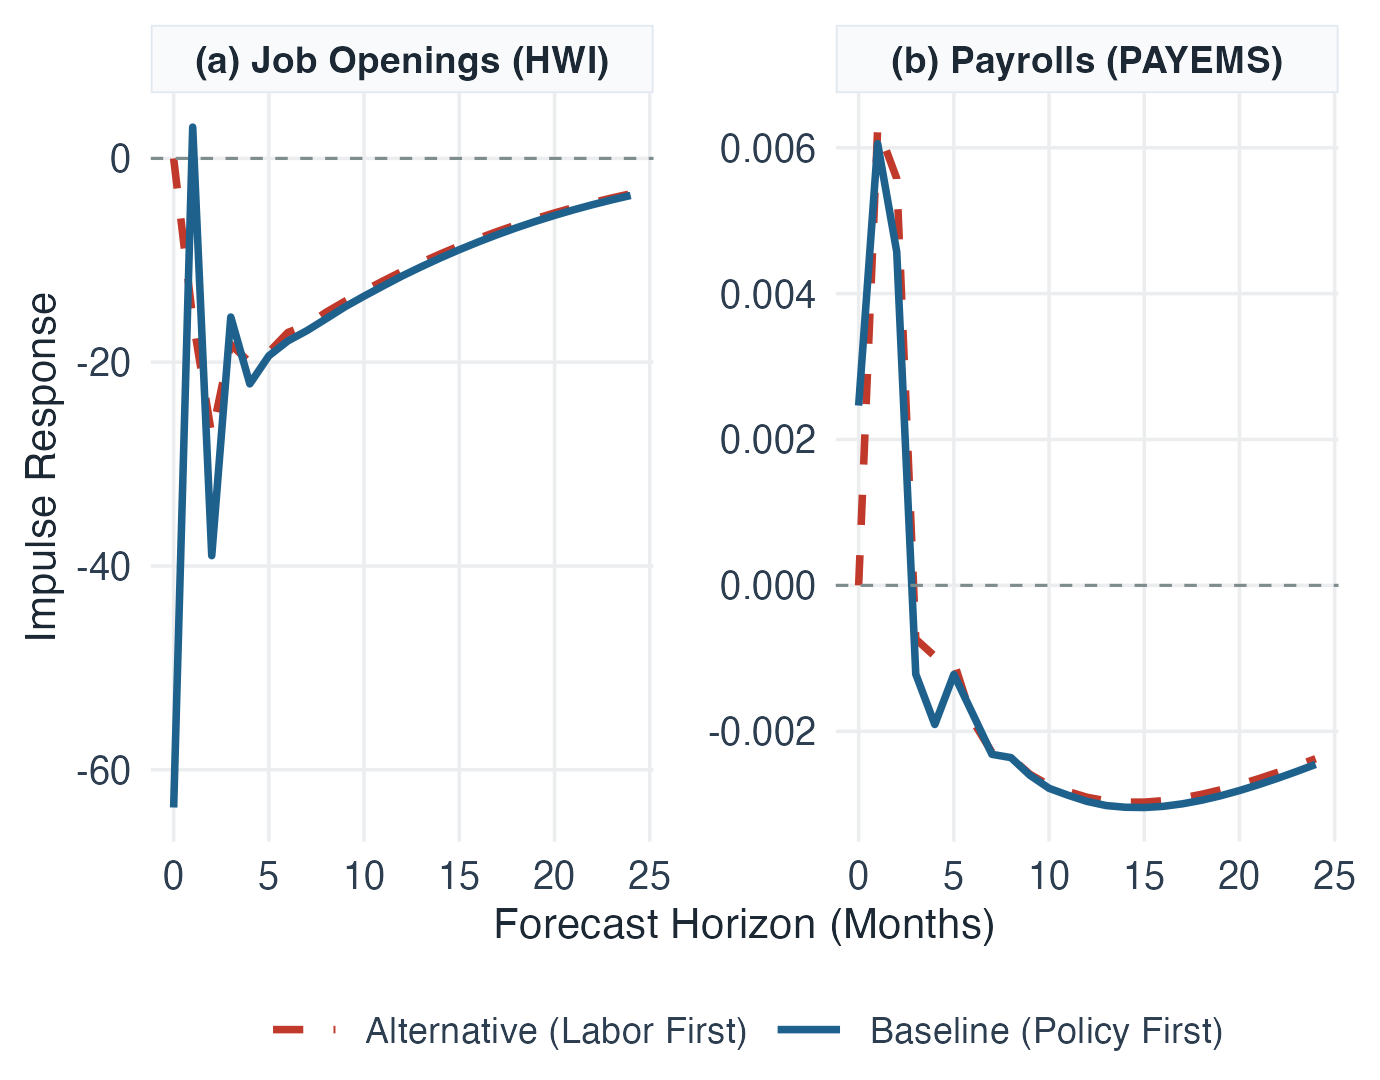 (a) Job Openings (HWI)
(b) Payrolls (PAYEMS)
Impulse Response
0
-20
-40
-60
0.006
0.004
0.002
0.000
-0.002
0 5 10 15 20 25
0 5 10 15 20 25
Forecast Horizon (Months)
Alternative (Labor First)
Baseline (Policy First)